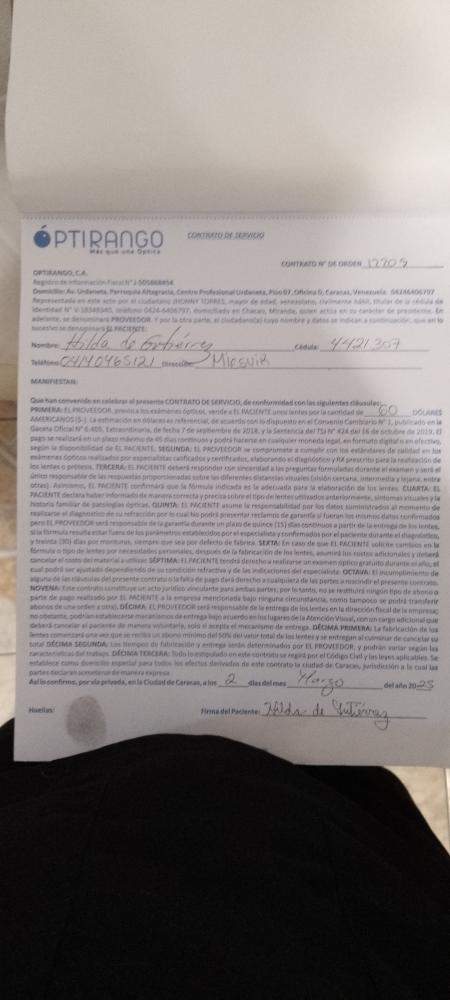 ÓPTIRANGO
Más que una Óptica
CONTRATO DE SERVICIO
CONTRATO N° DE ORDEN 12209
OPTIRANGO, C.A.
Registro de Información Fiscal N° J-505868454
Domicilio: Av. Urdaneta, Parroquia Altagracia, Centro Profesional Urdaneta, Piso 07, Oficina D, Caracas, Venezuela. 04246406797
Representada en este acto por el ciudadano JHONNY TORRES, mayor de edad, venezolano, civilmente hábil, titular de la cédula de
identidad N° V-18348340, teléfono 0424-6406797, domiciliado en Chacao, Miranda, quien actúa en su carácter de presidente. En
adelante, se denominará PROVEEDOR. Y por la otra parte, el ciudadano(a) cuyo nombre y datos se indican a continuación, que en lo
sucesivo se denominará EL PACIENTE:
Nombre: Hilda de Gutiérrez Cédula: 4421307
Teléfono 04140465121 Dirección
MANIFIESTAN:
Que han convenido en celebrar el presente CONTRATO DE SERVICIO, de conformidad con las siguientes cláusulas:
PRIMERA: EL PROVEEDOR, previo a los exámenes ópticos, vende a EL PACIENTE unos lentes por la cantidad de 60 DÓLARES
AMERICANOS ($-). La estimación en dólares es referencial, de acuerdo con lo dispuesto en el Convenio Cambiario N° 1, publicado en la
Gaceta Oficial N° 6.405, Extraordinario, de fecha 7 de septiembre de 2018, y la Sentencia del TSJ N° 424 del 16 de octubre de 2019. El
pago se realizará en un plazo máximo de 45 días continuos y podrá hacerse en cualquier moneda legal, en formato digital o en efectivo,
según la disponibilidad de EL PACIENTE. SEGUNDA: EL PROVEEDOR se compromete a cumplir con los estándares de calidad en los
exámenes ópticos realizados por especialistas calificados y certificados, elaborando el diagnóstico y RX prescrito para la realización de
los lentes o prótesis. TERCERA: EL PACIENTE deberá responder con sinceridad a las preguntas formuladas durante el examen y será el
único responsable de las respuestas proporcionadas sobre las diferentes distancias visuales (visión cercana, intermedia y lejana, entre
otras). Asimismo, EL PACIENTE confirmará que la fórmula indicada es la adecuada para la elaboración de los lentes. CUARTA: EL
PACIENTE declara haber informado de manera correcta y precisa sobre el tipo de lentes utilizados anteriormente, síntomas visuales y la
historia familiar de patologías ópticas. QUINTA: EL PACIENTE asume la responsabilidad por los datos suministrados al momento de
realizarse el diagnóstico de su refracción por lo cual No podrá presentar reclamos de garantía si fueran los mismos datos confirmados
pero EL PROVEEDOR será responsable de la garantía durante un plazo de quince (15) días continuos a partir de la entrega de los lentes,
si la fórmula resulta estar fuera de los parámetros establecidos por el especialista y confirmados por el paciente durante el diagnóstico,
y treinta (30) días por monturas, siempre que sea por defecto de fábrica. SEXTA: En caso de que EL PACIENTE solicite cambios en la
fórmula o tipo de lentes por necesidades personales, después de la fabricación de los lentes, asumirá los costos adicionales y deberá
cancelar el costo del material a utilizar. SÉPTIMA: EL PACIENTE tendrá derecho a realizarse un examen óptico gratuito durante el año, el
cual podrá ser ajustado dependiendo de su condición refractiva y de las indicaciones del especialista. OCTAVA: El incumplimiento de
alguna de las cláusulas del presente contrato o la falta de pago dará derecho a cualquiera de las partes a rescindir el presente contrato.
NOVENA: Este contrato constituye un acto jurídico vinculante para ambas partes; por lo tanto, no se restituirá ningún tipo de abono o
parte de pago realizado por EL PACIENTE a la empresa mencionada bajo ninguna circunstancia, como tampoco se podrá transferir
abonos de una orden a otra). DÉCIMA: EL PROVEEDOR será responsable de la entrega de los lentes en la dirección fiscal de la empresa;
no obstante, podrán establecerse mecanismos de entrega bajo acuerdo en los lugares de la Atención Visual, con un cargo adicional que
deberá cancelar el paciente de manera voluntaria, solo si acepta el mecanismo de entrega. DÉCIMA PRIMERA: La fabricación de los
lentes comenzará una vez que se reciba un abono mínimo del 50% del valor total de los lentes y se entregan al culminar de cancelar su
total DÉCIMA SEGUNDA: Los tiempos de fabricación y entrega serán determinados por EL PROVEEDOR, y podrán variar según las
características del trabajo. DÉCIMA TERCERA: Todo lo estipulado en este contrato se regirá por el Código Civil y las leyes aplicables. Se
establece como domicilio especial para todos los efectos derivados de este contrato la ciudad de Caracas, jurisdicción a la cual las
partes declaran someterse de manera expresa.
Así lo confirmo, por vía privada, en la Ciudad de Caracas, a los 2 días del mes Marzo del año 2025
Huellas: Firma del Paciente: Hilda de Gutiérrez